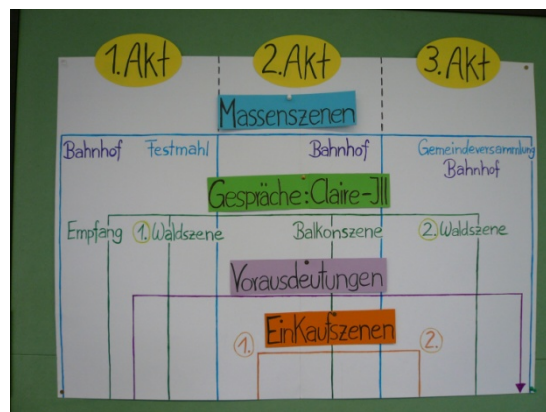 1. Akt 2. Akt 3. Akt
Massenszenen
Bahnhof Festmahl Bahnhof Gemeindeversammlung
Bahnhof
Gespräche: Claire-Ill
Empfang 1. Waldszene Balkonszene 2. Waldszene
Vorausdeutungen
Einkaufszenen
1. 2.